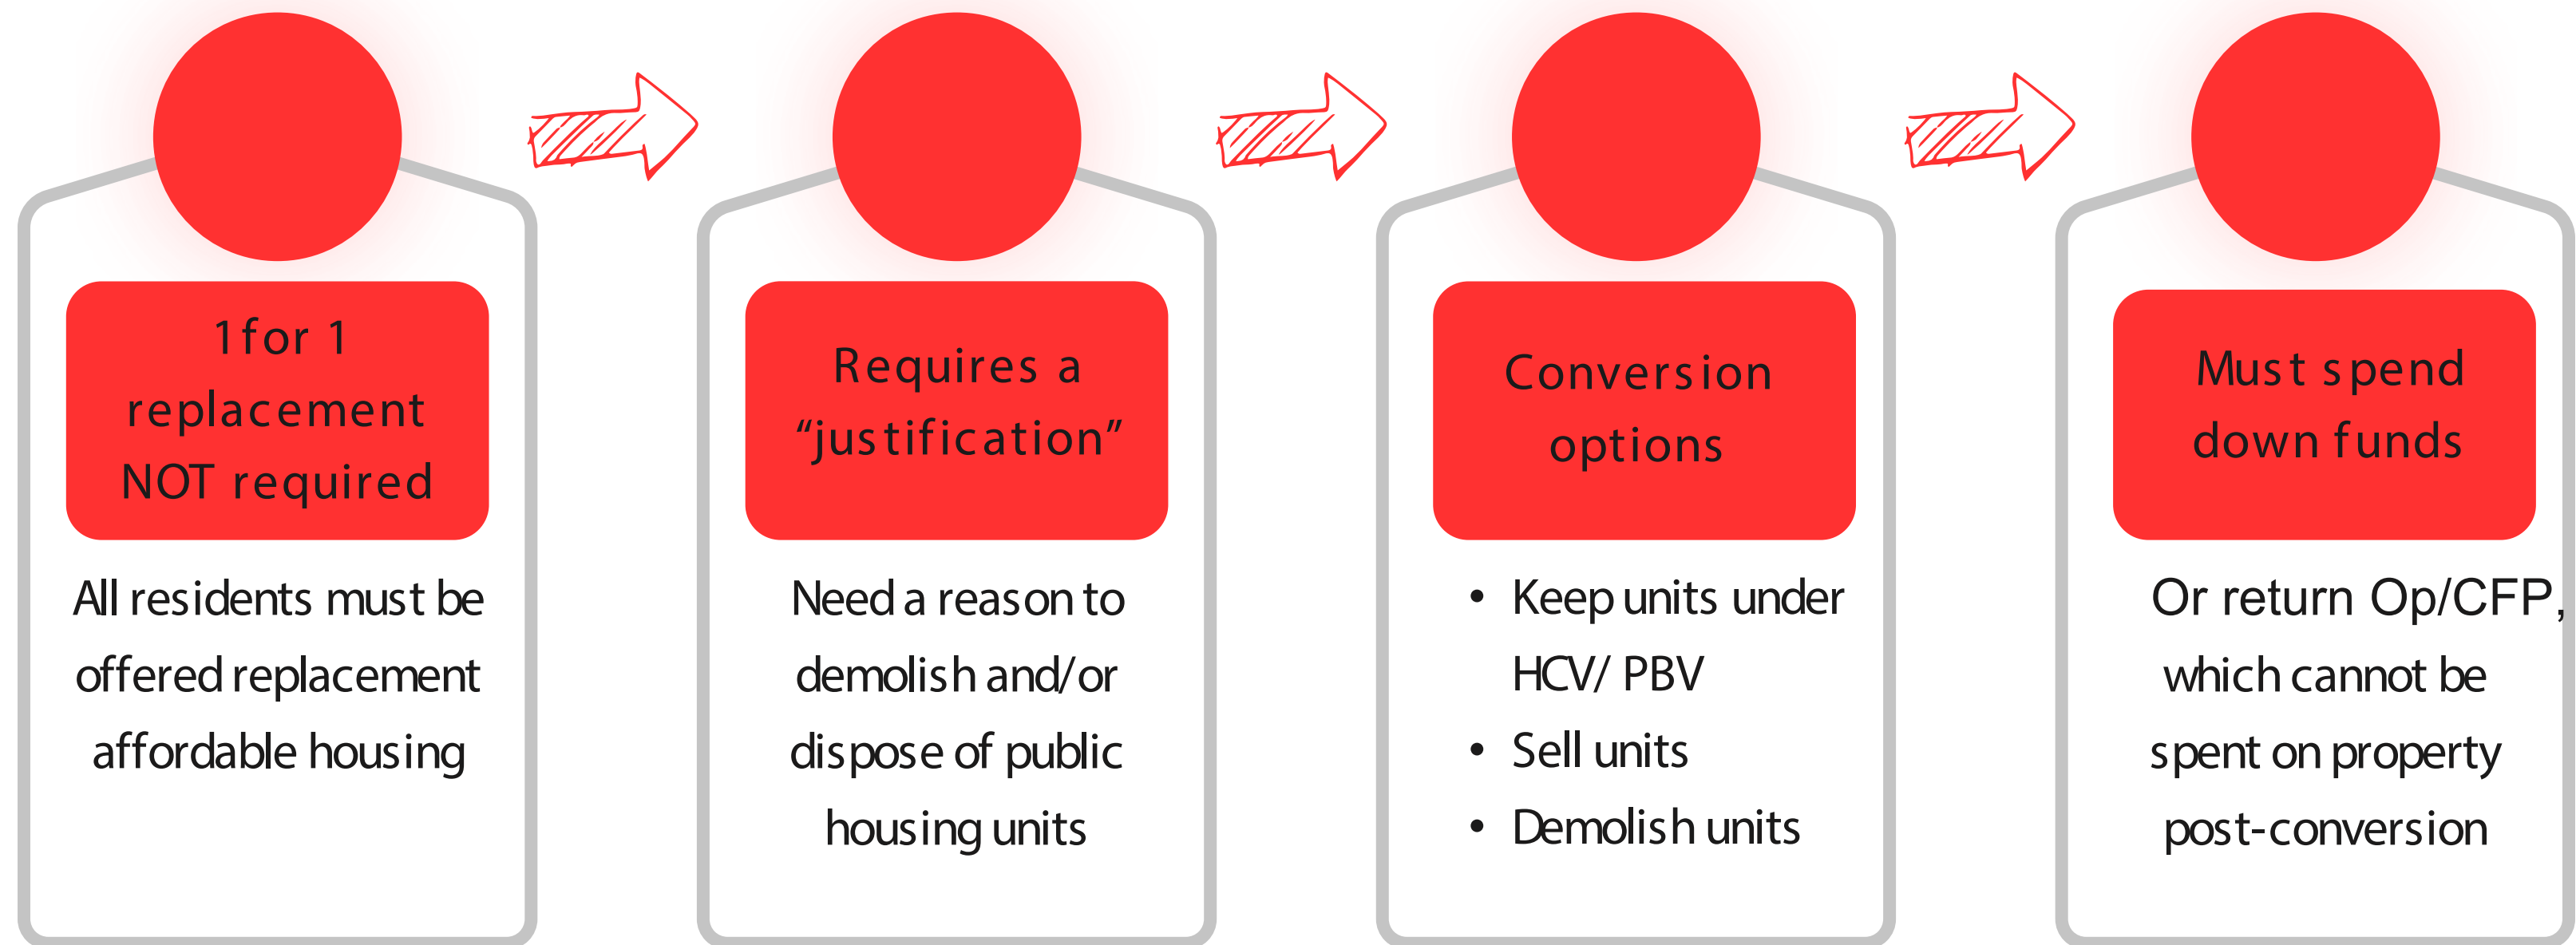 1 for 1
replacement
NOT required
All residents must be
offered replacement
affordable housing
Requires a
“justification”
Need a reason to
demolish and/or
dispose of public
housing units
Conversion
options
• Keep units under
HCV/ PBV
• Sell units
• Demolish units
Must spend
down funds
Or return Op/CFP,
which cannot be
spent on property
post-conversion